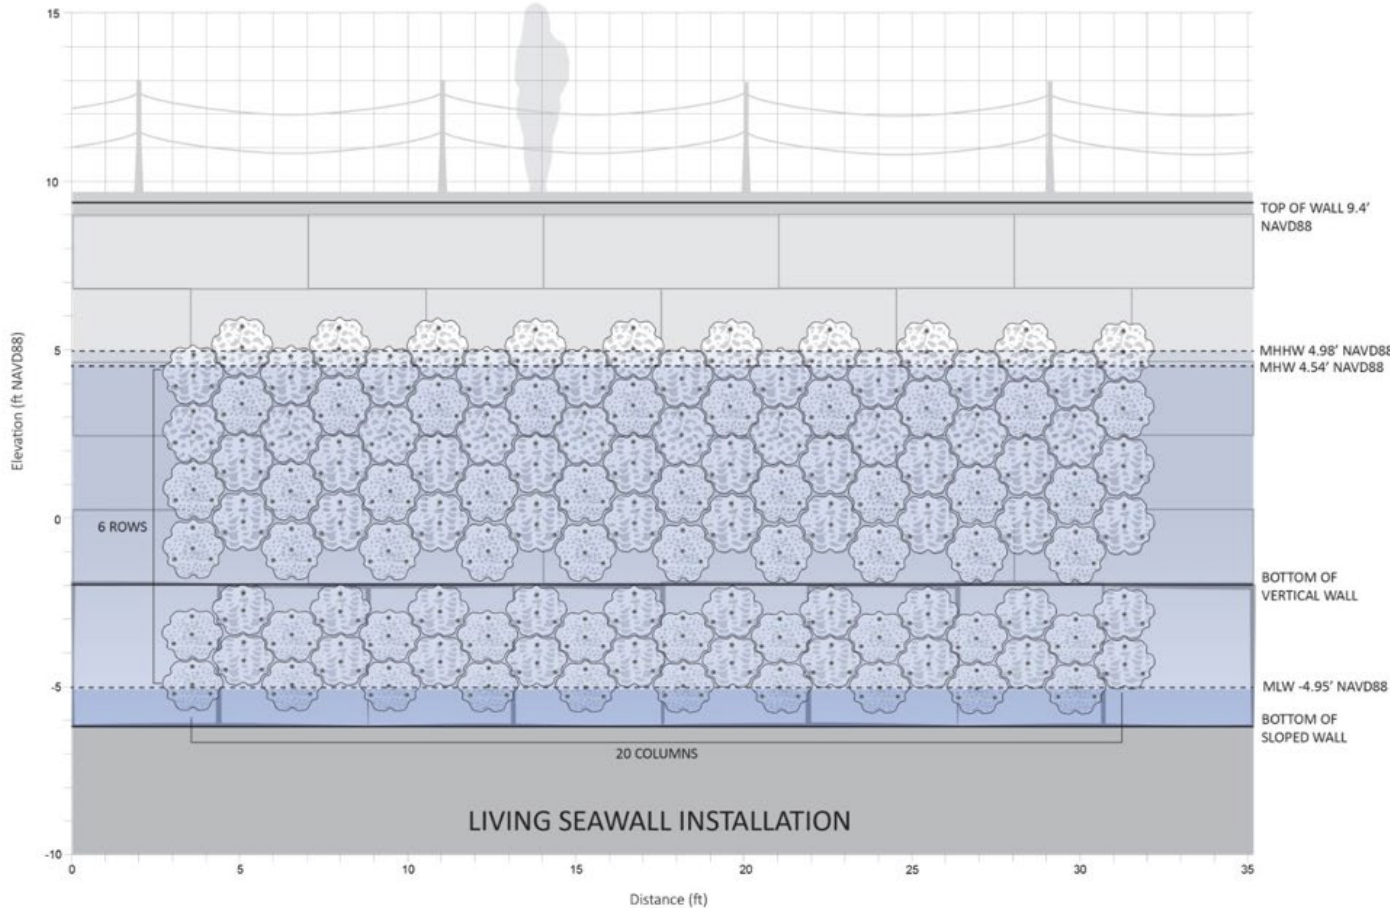 15
10
TOP OF WALL 9.4'
NAVD88
Elevation (ft NAVD88)
5
MHHW 4.98' NAVD88
MHW 4.54' NAVD88
0
6 ROWS
BOTTOM OF
VERTICAL WALL
-5
MLW -4.95' NAVD88
BOTTOM OF
SLOPED WALL
20 COLUMNS
LIVING SEAWALL INSTALLATION
-10
0 5 10 15 20 25 30 35
Distance (ft)